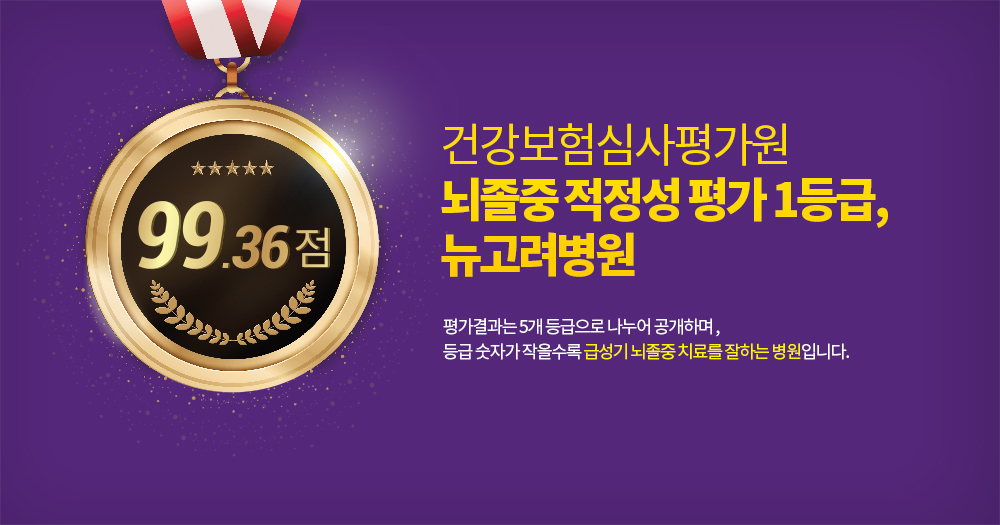 99.36점
건강보험심사평가원
뇌졸중 적정성 평가 1등급,
뉴고려병원
평가결과는 5개 등급으로 나누어 공개하며,
등급 숫자가 작을수록 급성기 뇌졸중 치료를 잘하는 병원입니다.